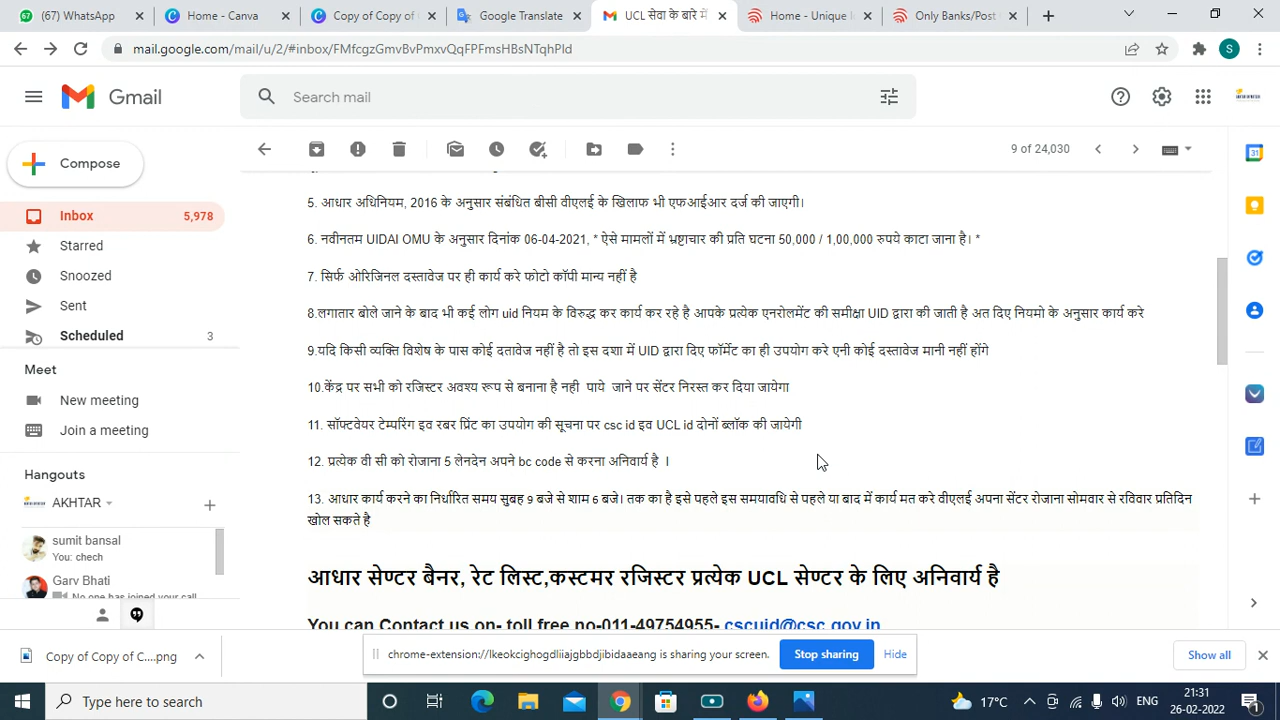 (67) WhatsApp
Home - Canva
Copy of Copy of
Google Translate
UCL सेवा के बारे में
Home - Unique I
Only Banks/Post
mail.google.com/mail/u/2/#inbox/FMfcgzGmvBvPmxvQqFPFmsHBsNTqhPld
S
Gmail
Search mail
Compose
9 of 24,030
Inbox 5,978
Starred
Snoozed
Sent
Scheduled 3
Meet
New meeting
Join a meeting
Hangouts
AKHTAR
sumit bansal
You: chech
Garv Bhati
No one has joined your call
5. आधार अधिनियम, 2016 के अनुसार संबंधित बीसी वीएलई के खिलाफ भी एफआईआर दर्ज की जाएगी।
6. नवीनतम UIDAI OMU के अनुसार दिनांक 06-04-2021, * ऐसे मामलों में भ्रष्टाचार की प्रति घटना 50,000 / 1,00,000 रुपये काटा जाना है। *
7. सिर्फ ओरिजिनल दस्तावेज पर ही कार्य करे फोटो कॉपी मान्य नहीं है
8.लगातार बोले जाने के बाद भी कई लोग uid नियम के विरुद्ध कर कार्य कर रहे है आपके प्रत्येक एनरोलमेंट की समीक्षा UID द्वारा की जाती है अत दिए नियमो के अनुसार कार्य करे
9.यदि किसी व्यक्ति विशेष के पास कोई दतावेज नहीं है तो इस दशा में UID द्वारा दिए फॉर्मेट का ही उपयोग करे एनी कोई दस्तावेज मानी नहीं होंगे
10.केंद्र पर सभी को रजिस्टर अवश्य रूप से बनाना है नही पाये जाने पर सेंटर निरस्त कर दिया जायेगा
11. सॉफ्टवेयर टेम्परिंग इव रबर प्रिंट का उपयोग की सूचना पर csc id इव UCL id दोनों ब्लॉक की जायेगी
12. प्रत्येक वी सी को रोजाना 5 लेनदेन अपने bc code से करना अनिवार्य है ।
13. आधार कार्य करने का निर्धारित समय सुबह 9 बजे से शाम 6 बजे। तक का है इसे पहले इस समयावधि से पहले या बाद में कार्य मत करे वीएलई अपना सेंटर रोजाना सोमवार से रविवार प्रतिदिन
खोल सकते है
आधार सेण्टर बैनर, रेट लिस्ट,कस्टमर रजिस्टर प्रत्येक UCL सेण्टर के लिए अनिवार्य है
You can Contact us on- toll free no-011-49754955- cscuid@csc.gov.in
chrome-extension://lkeokcighogdliiajgbbdjibidaaeang is sharing your screen.
Stop sharing
Hide
Copy of Copy of C....png
Show all
Type here to search
17°C
ENG
21:31
26-02-2022
1